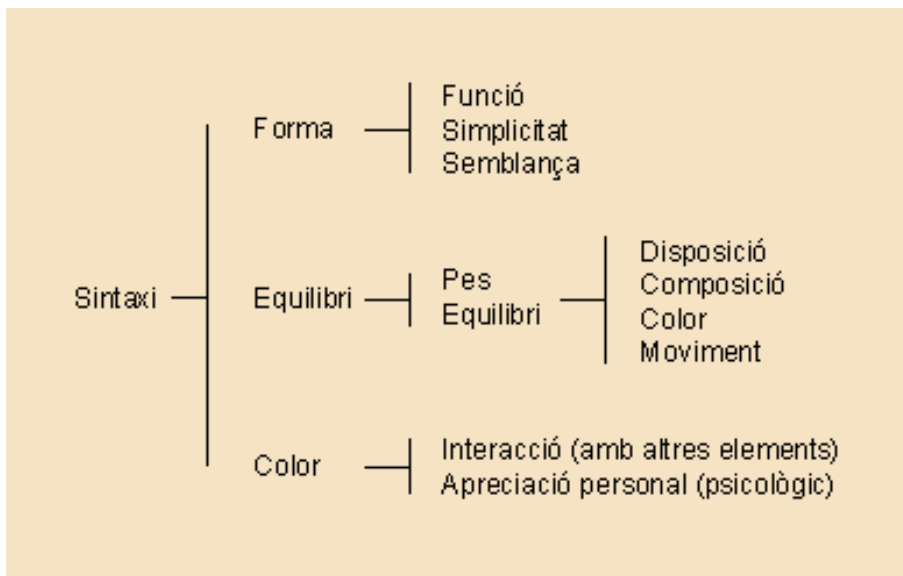 Sintaxi
Forma
Funció
Simplicitat
Semblança
Equilibri
Pes
Equilibri
Disposició
Composició
Color
Moviment
Color
Interacció (amb altres elements)
Apreciació personal (psicològic)